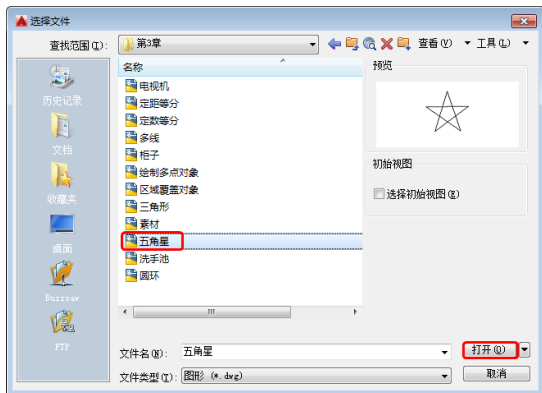 选择文件
查找范围(I):
第3章
查看(V)
工具(L)
名称
电视机
定距等分
定数等分
多线
柜子
绘制多点对象
区域覆盖对象
三角形
素材
五角星
洗手池
圆环
历史记录
文档
收藏夹
桌面
Buzzsaw
FTP
预览
初始视图
选择初始视图(E)
文件名(N):
五角星
打开(O)
文件类型(T):
图形 (*.dwg)
取消